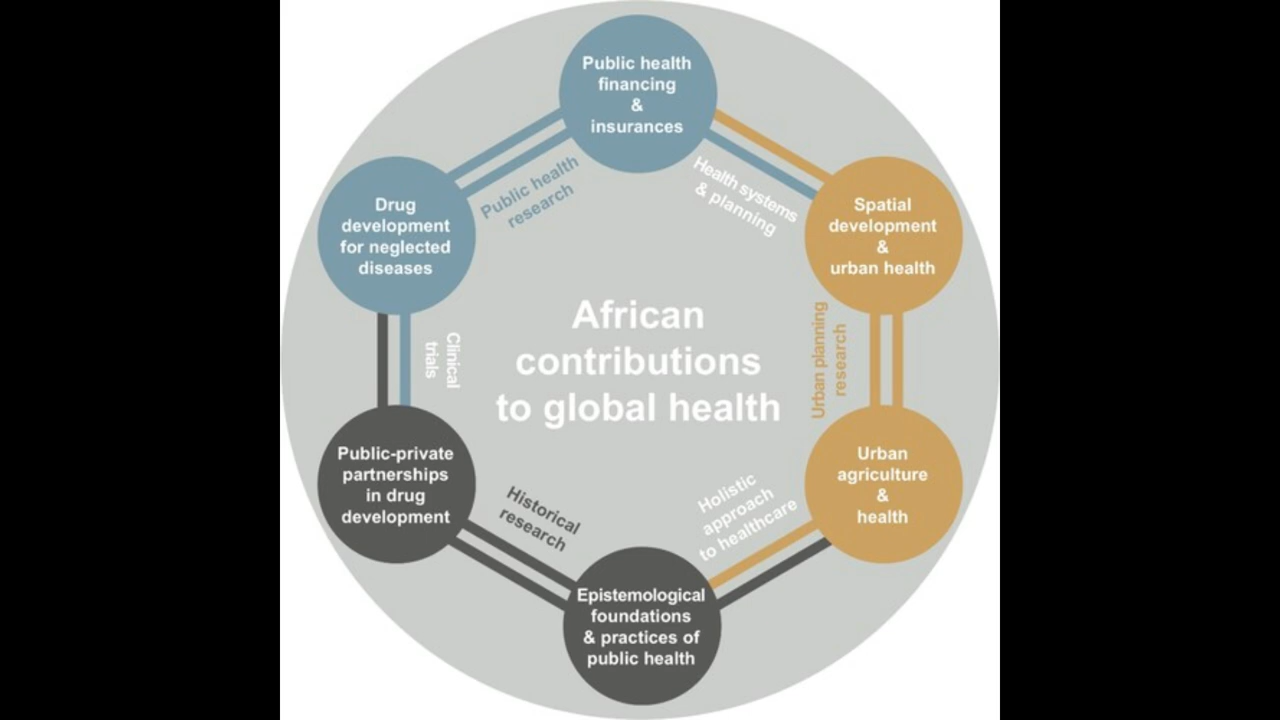 Public health
financing
&
insurances
Public health
research
Health systems
& planning
Drug
development
for neglected
diseases
Spatial
development
&
urban health
African
contributions
to global health
Clinical
trials
Urban planning
research
Public-private
partnerships
in drug
development
Urban
agriculture
&
health
Historical
research
Holistic
approach
to healthcare
Epistemological
foundations
& practices of
public health